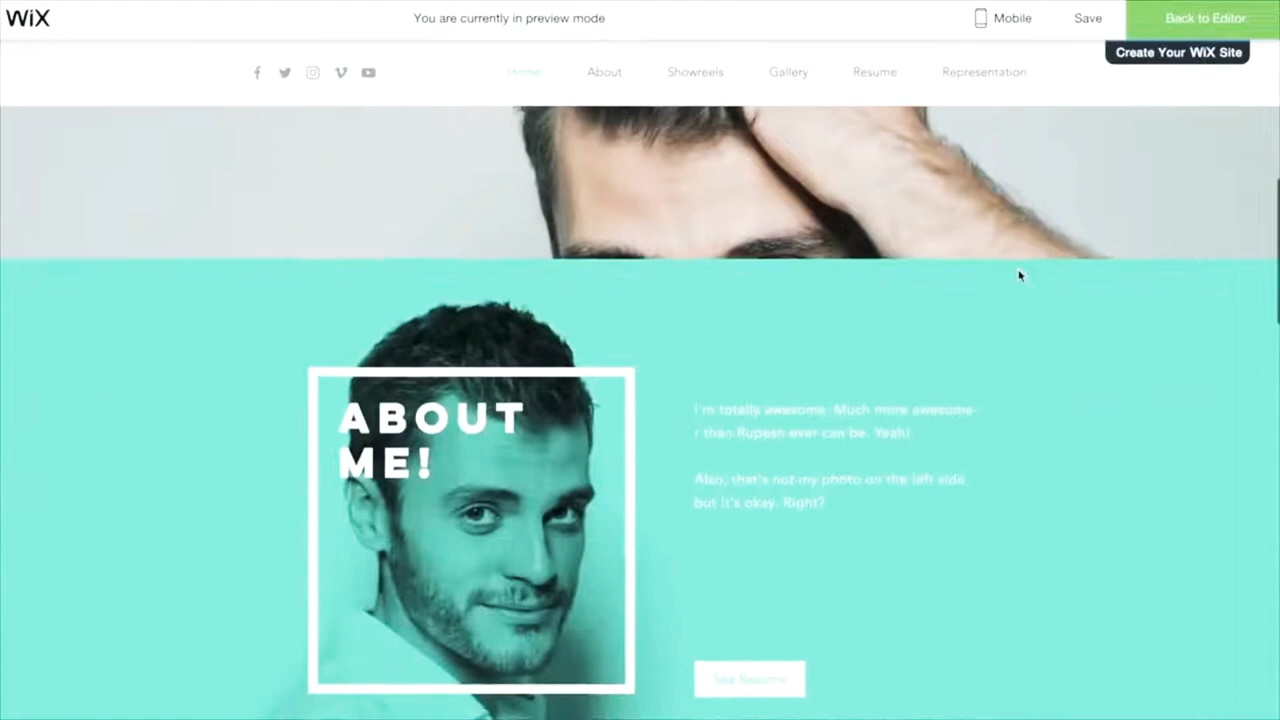 WiX
You are currently in preview mode
Mobile
Save
Back to Editor
Create Your WiX Site
Home
About
Showreels
Gallery
Resume
Representation
ABOUT
ME!
I'm totally awesome. Much more awesome-
r than Rupesh ever can be. Yeah!
Also, that's not my photo on the left side,
but it's okay. Right?
See Resume